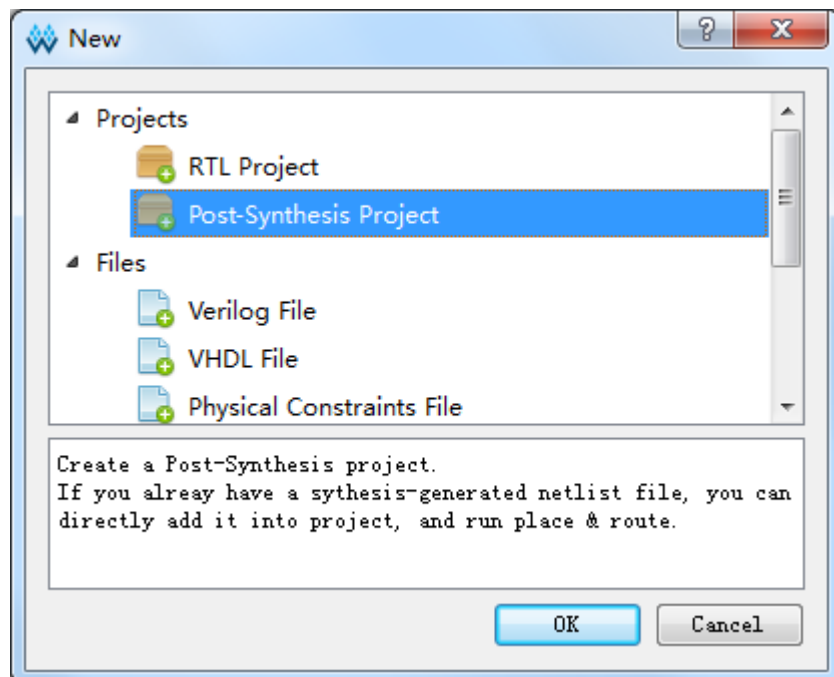 New
Projects
RTL Project
Post-Synthesis Project
Files
Verilog File
VHDL File
Physical Constraints File
Create a Post-Synthesis project.
If you alreay have a sythesis-generated netlist file, you can
directly add it into project, and run place & route.
OK
Cancel